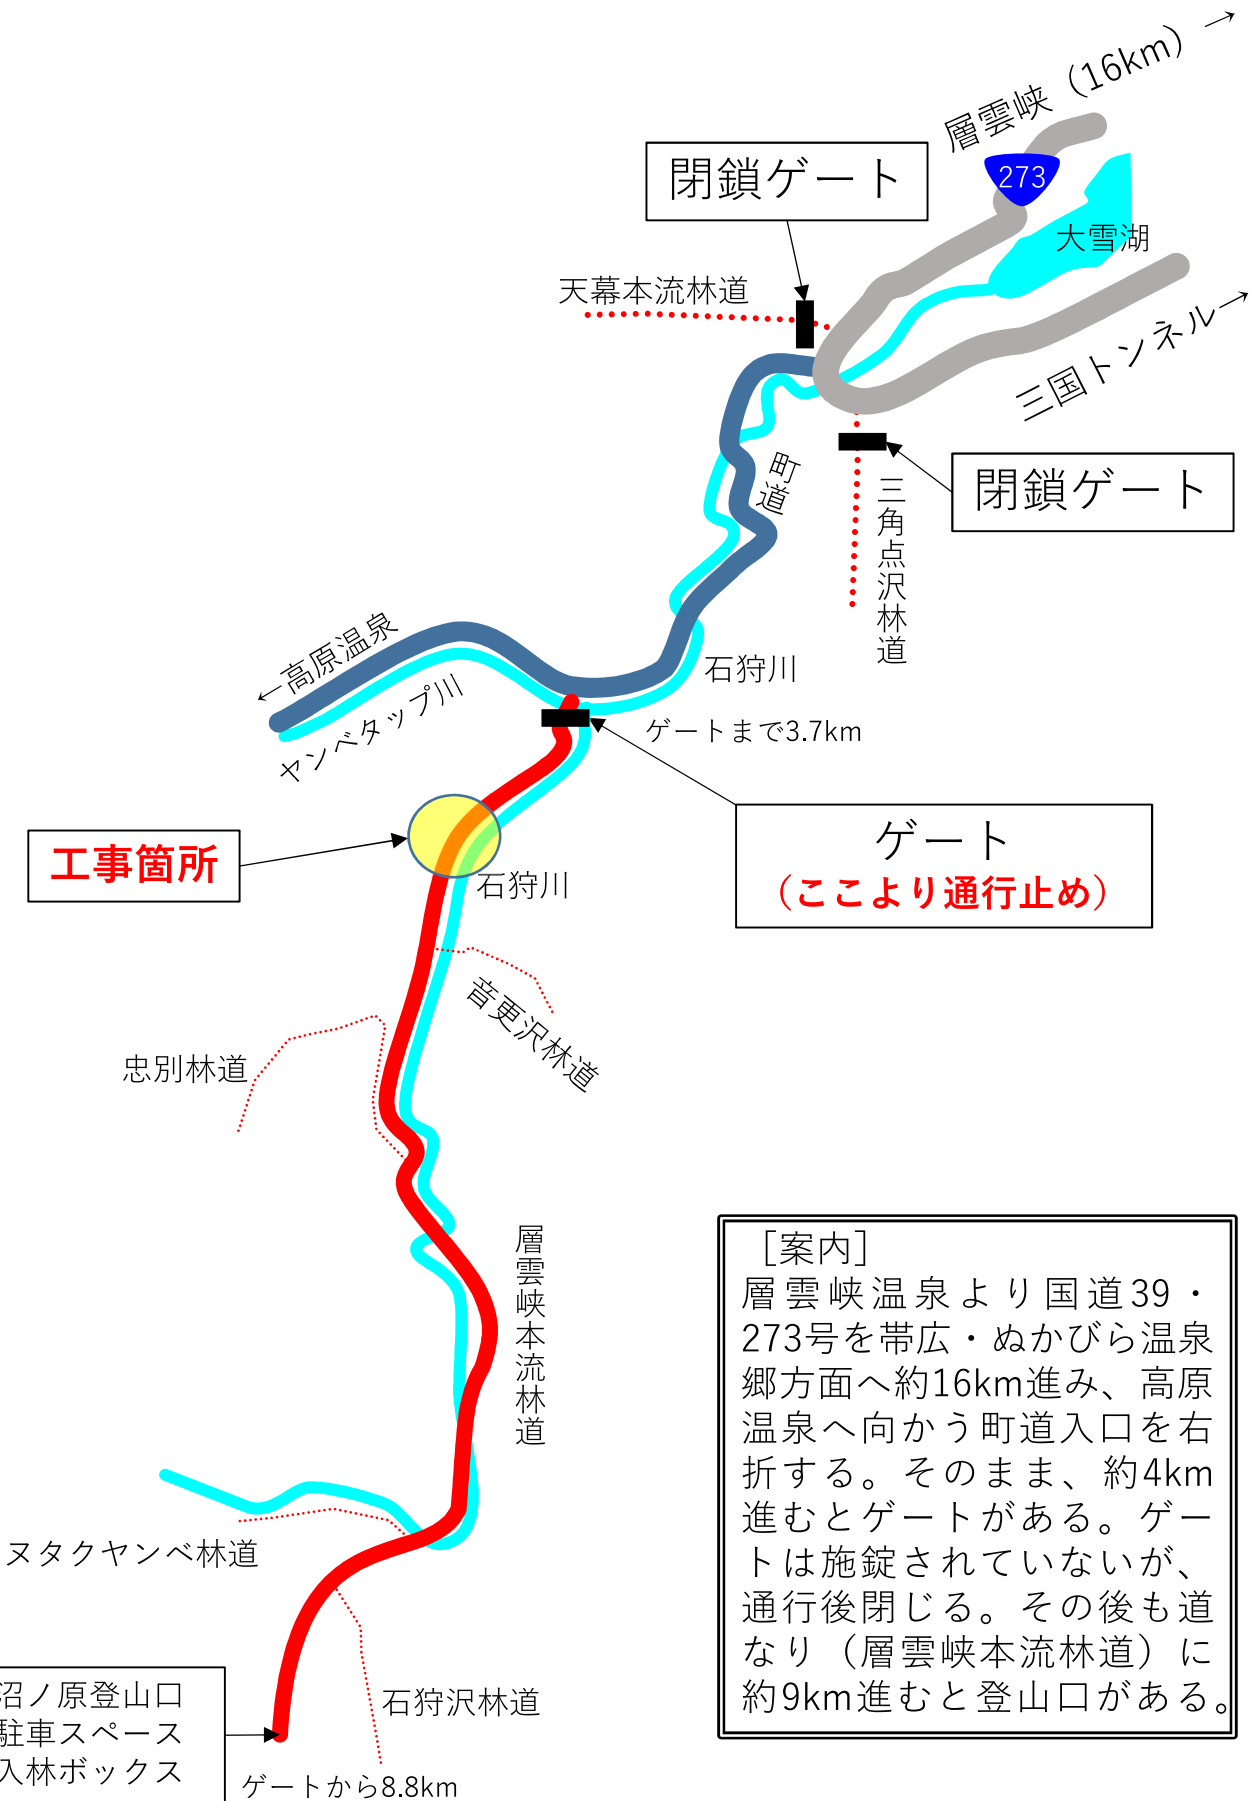 層雲峡（16km）→
273
大雪湖
閉鎖ゲート
天幕本流林道
三国トンネル→
閉鎖ゲート
町道
三角点沢林道
←高原温泉
ヤンベタップ川
石狩川
ゲートまで3.7km
工事箇所
ゲート
（ここより通行止め）
石狩川
音更沢林道
忠別林道
層雲峡本流林道
［案内］
層雲峡温泉より国道39・
273号を帯広・ぬかびら温泉
郷方面へ約16km進み、高原
温泉へ向かう町道入口を右
折する。そのまま、約4km
進むとゲートがある。ゲー
トは施錠されていないが、
通行後閉じる。その後も道
なり（層雲峡本流林道）に
約9km進むと登山口がある。
ヌタクヤンベ林道
石狩沢林道
沼ノ原登山口
駐車スペース
入林ボックス
ゲートから8.8km